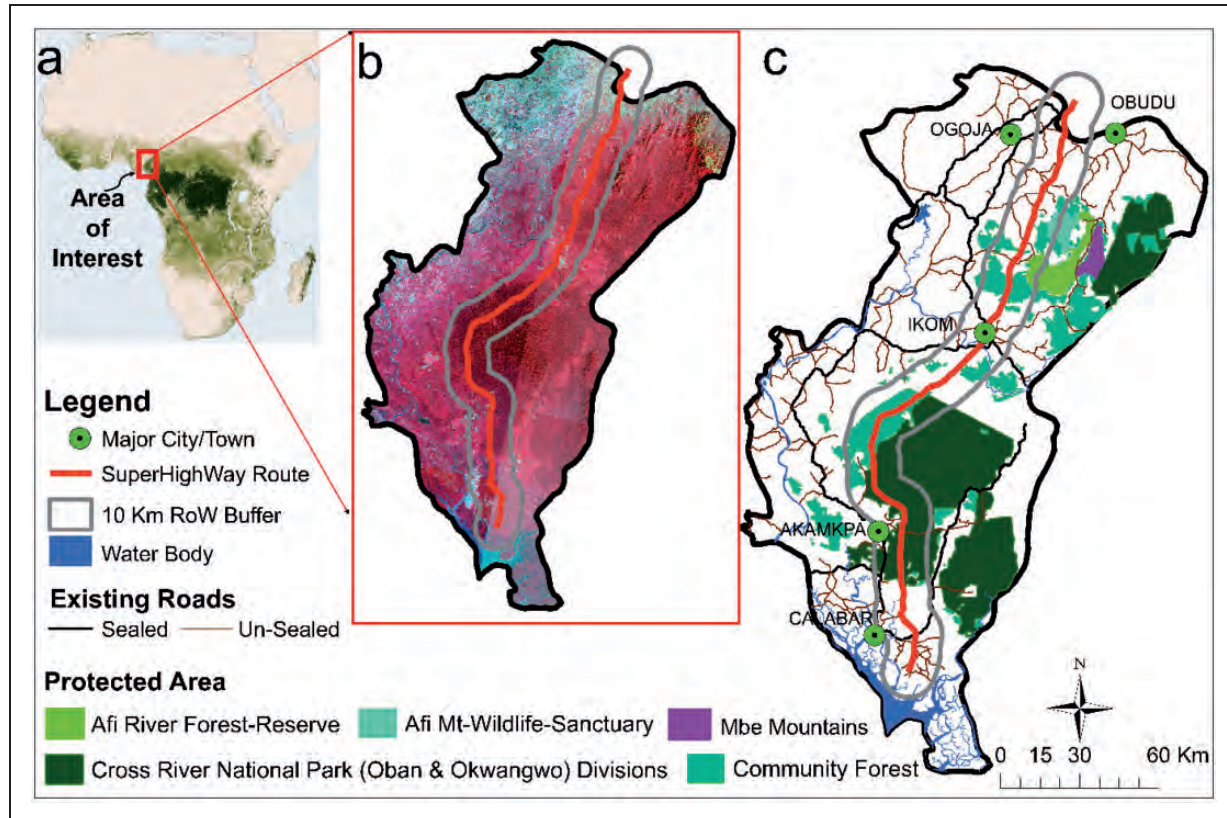 a
Area
of
Interest
b
c
OBUDU
OGOJA
IKOM
AKAMKPA
CALABAR
N
0 15 30 60 Km
Legend
Major City/Town
SuperHighWay Route
10 Km RoW Buffer
Water Body
Existing Roads
Sealed Un-Sealed
Protected Area
Afi River Forest-Reserve Afi Mt-Wildlife-Sanctuary Mbe Mountains
Cross River National Park (Oban & Okwangwo) Divisions Community Forest